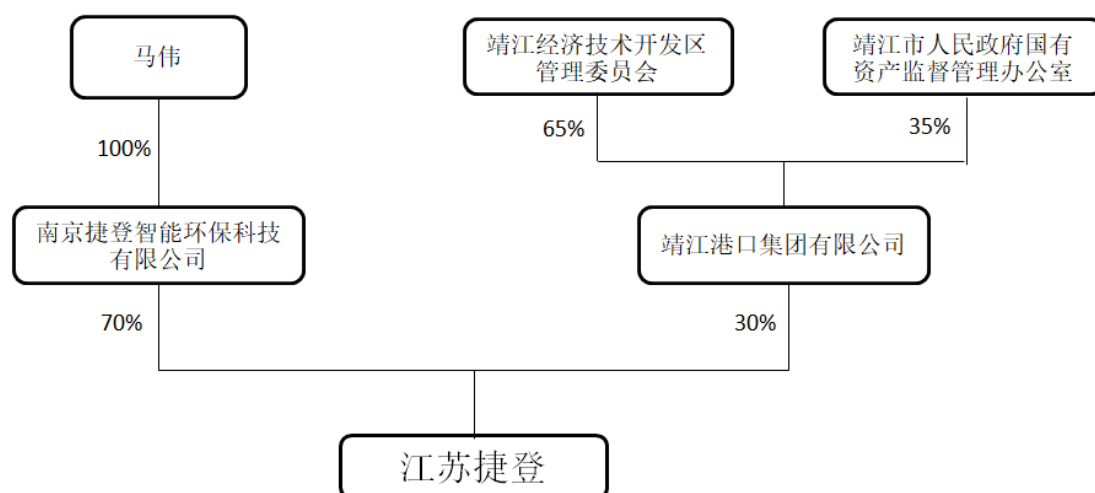 马伟
靖江经济技术开发区
管理委员会
靖江市人民政府国有
资产监督管理办公室
100%
65%
35%
南京捷登智能环保科技
有限公司
靖江港口集团有限公司
70%
30%
江苏捷登